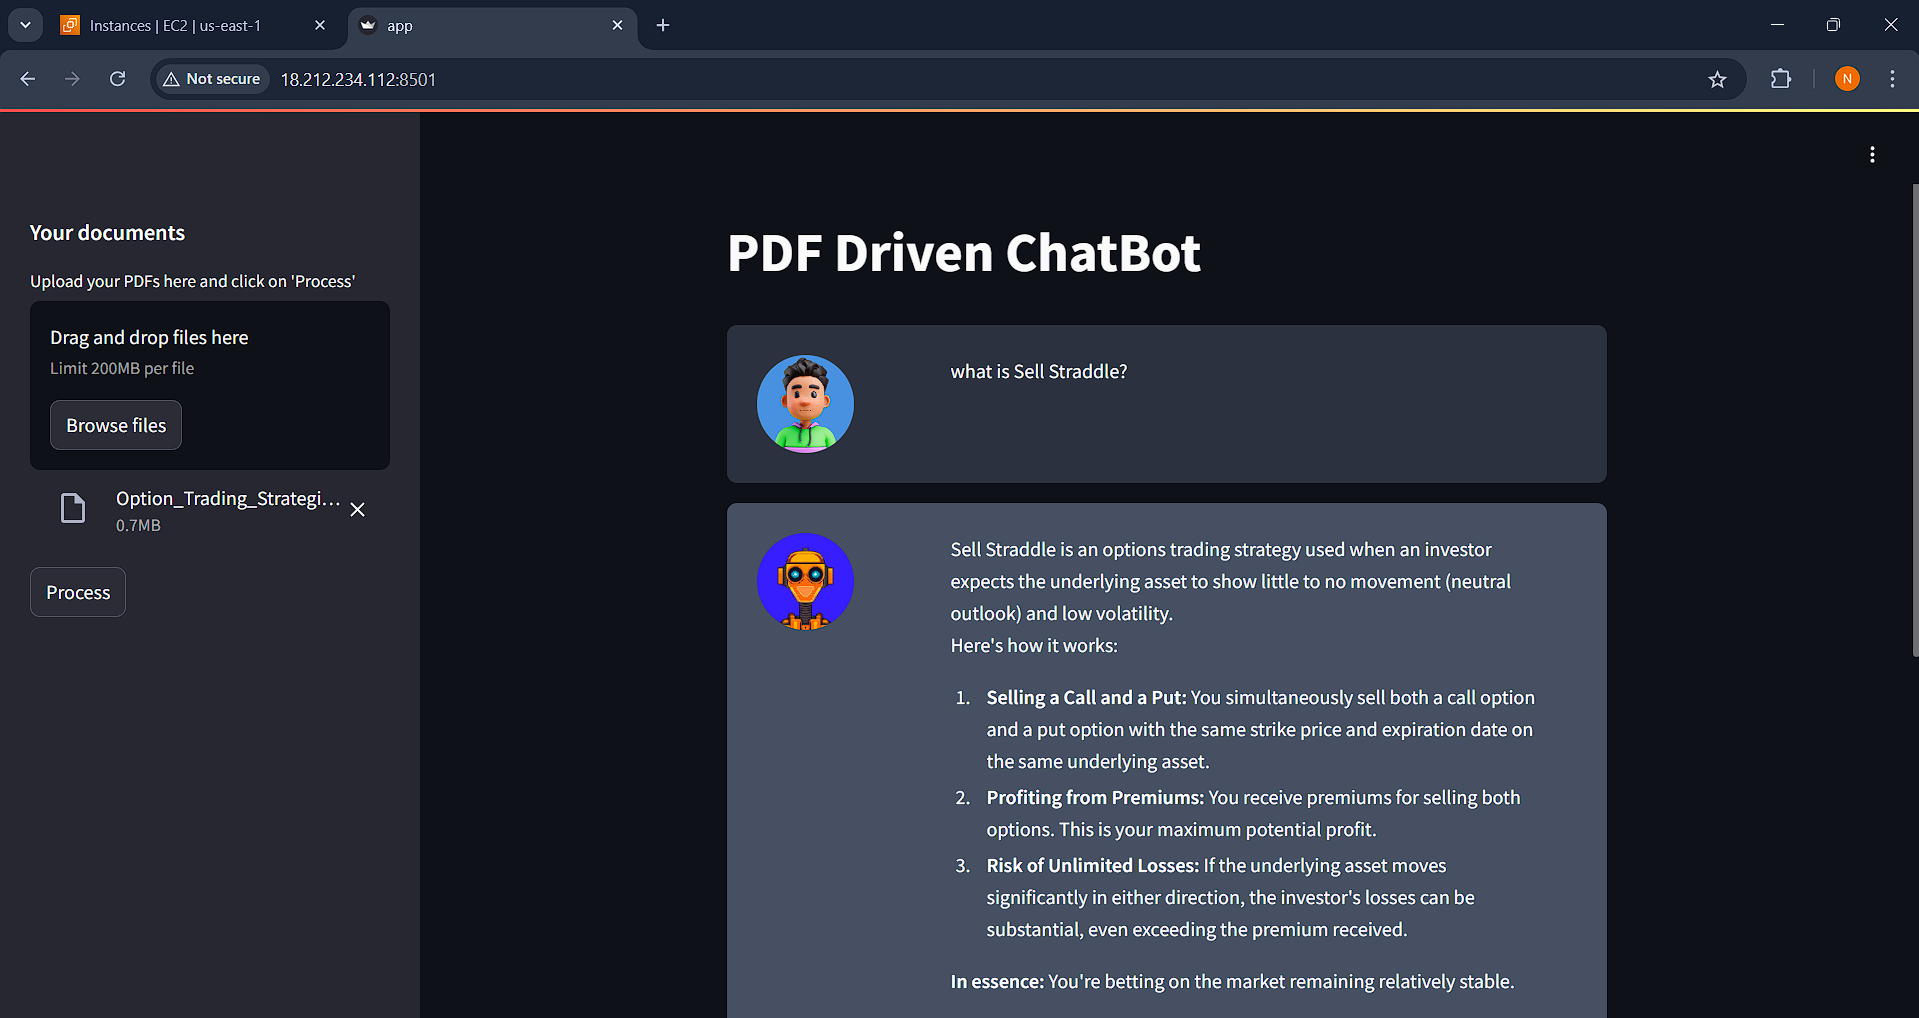 Instances | EC2 | us-east-1
app
Not secure
18.212.234.112:8501
N
Your documents
Upload your PDFs here and click on 'Process'
Drag and drop files here
Limit 200MB per file
Browse files
Option_Trading_Strategi...
0.7MB
Process
PDF Driven ChatBot
what is Sell Straddle?
Sell Straddle is an options trading strategy used when an investor
expects the underlying asset to show little to no movement (neutral
outlook) and low volatility.
Here's how it works:
1. Selling a Call and a Put: You simultaneously sell both a call option
and a put option with the same strike price and expiration date on
the same underlying asset.
2. Profiting from Premiums: You receive premiums for selling both
options. This is your maximum potential profit.
3. Risk of Unlimited Losses: If the underlying asset moves
significantly in either direction, the investor's losses can be
substantial, even exceeding the premium received.
In essence: You're betting on the market remaining relatively stable.